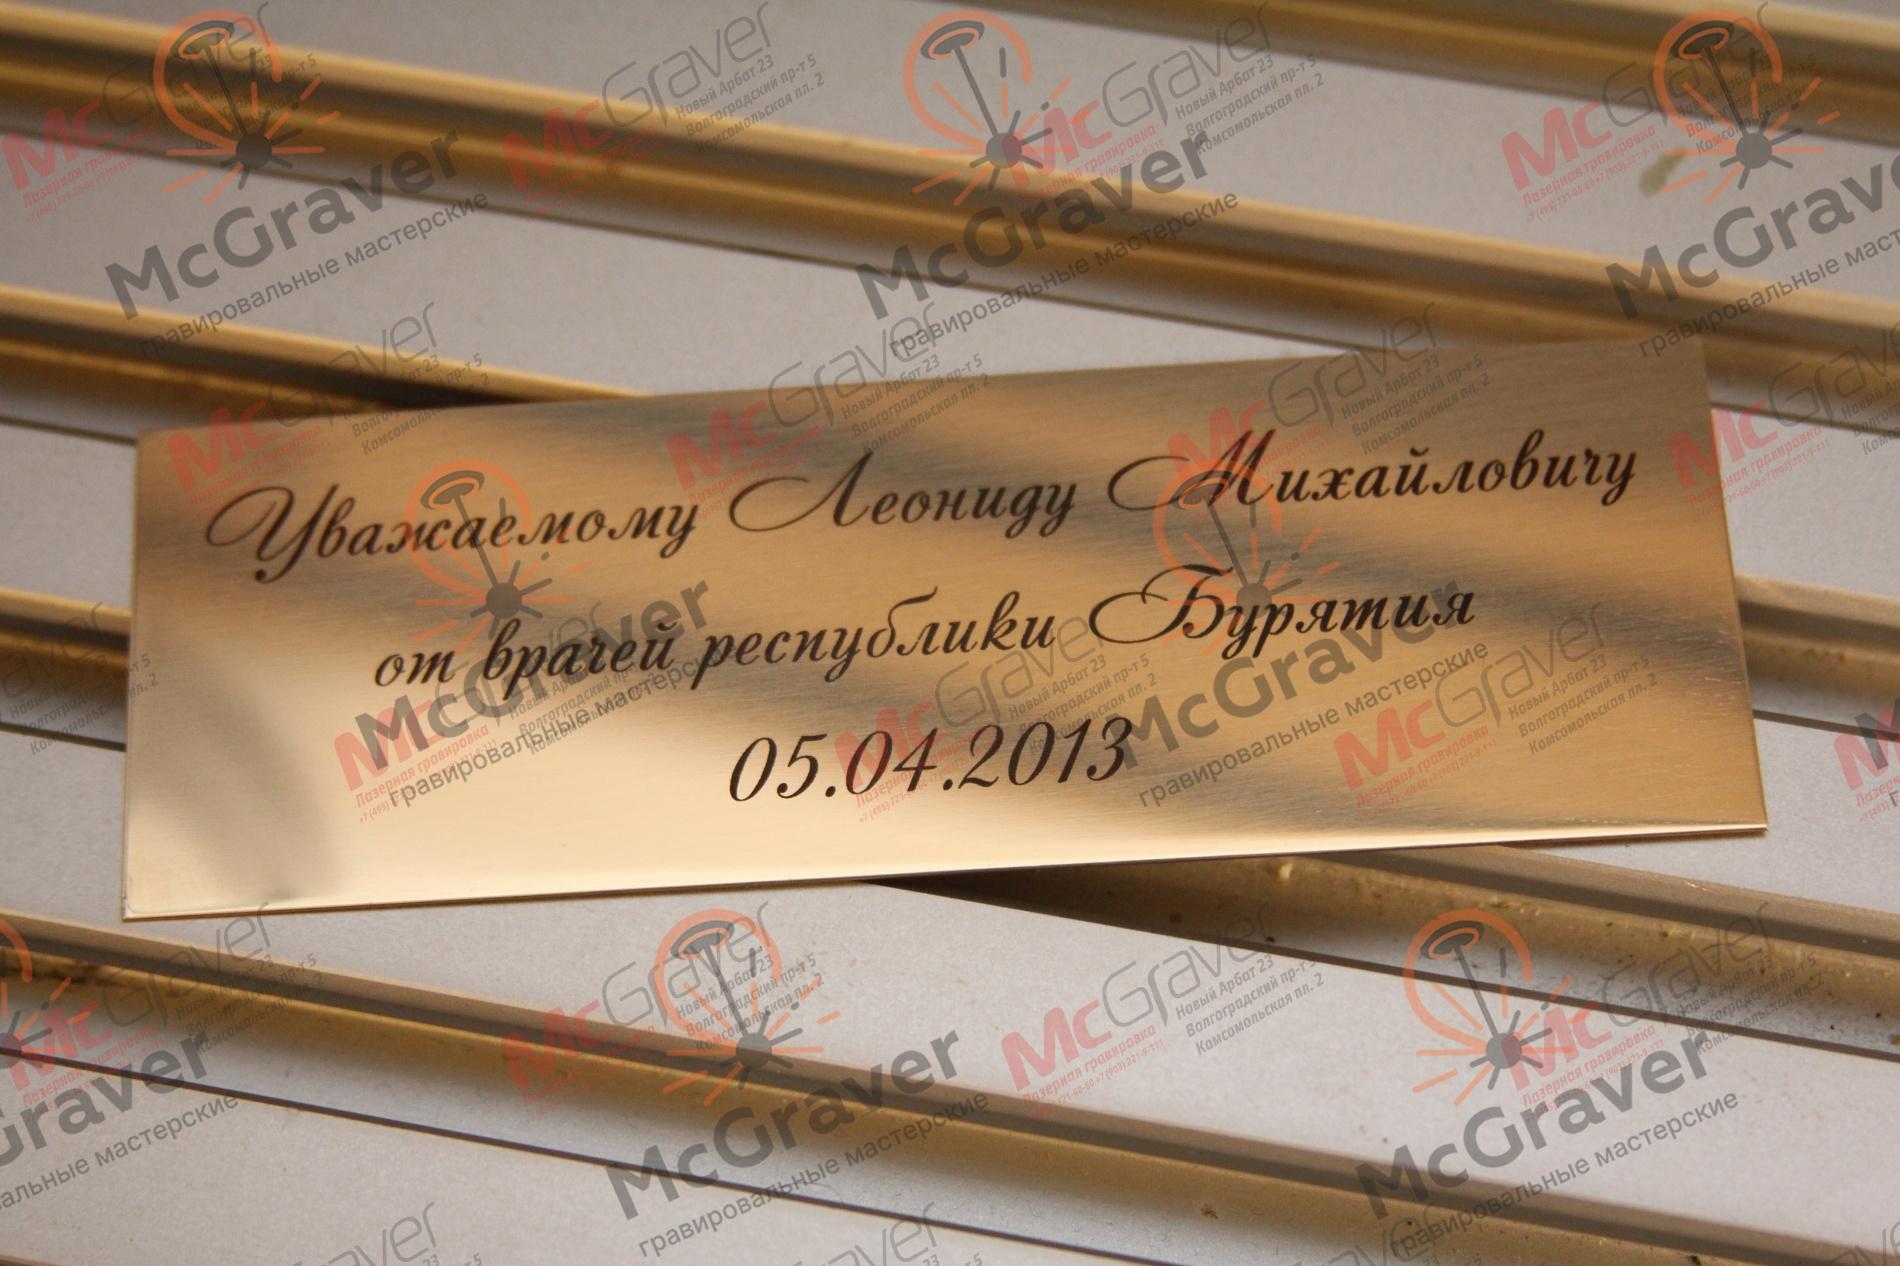 Уважаемому Леониду Михайловичу
от врачей республики Бурятия
05.04.2013
McGraver
гравировальные мастерские
McGraver
Лазерная гравировка
Новый Арбат 23
Волгоградский пр-т 5
Комсомольская пл. 2